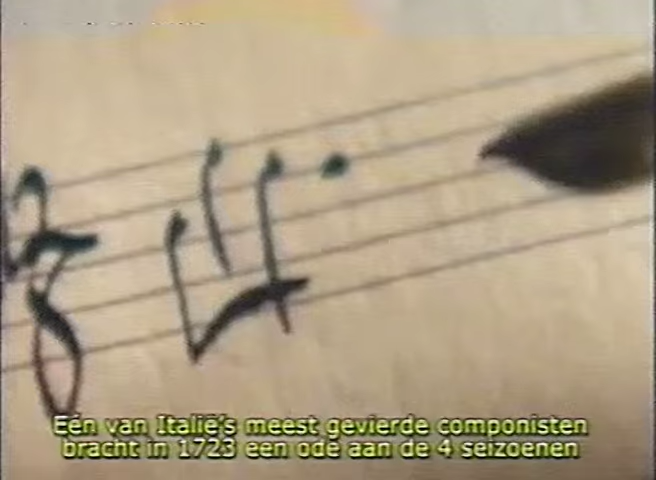 Eén van Italië's meest gevierde componisten
bracht in 1723 een ode aan de 4 seizoenen